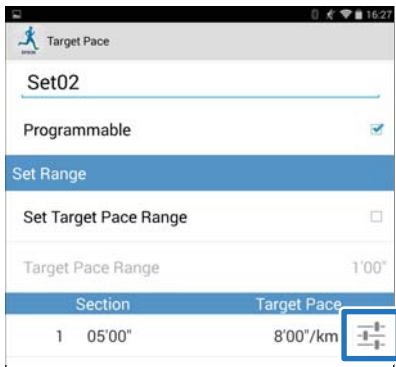 16:27
EPSON
Target Pace
Set02
Programmable
Set Range
Set Target Pace Range
Target Pace Range 1'00"
Section Target Pace
1 05'00" 8'00"/km